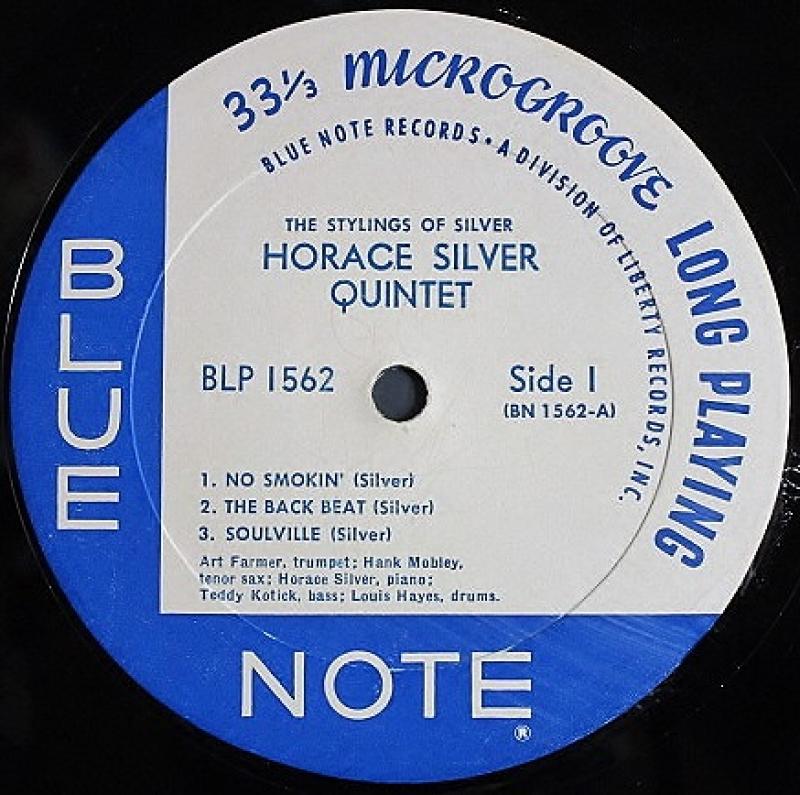 33⅓ MICROGROOVE LONG PLAYING
BLUE NOTE RECORDS • A DIVISION OF LIBERTY RECORDS, INC.
THE STYLINGS OF SILVER
HORACE SILVER
QUINTET
BLP 1562
Side 1
(BN 1562-A)
1. NO SMOKIN' (Silver)
2. THE BACK BEAT (Silver)
3. SOULVILLE (Silver)
Art Farmer, trumpet; Hank Mobley,
tenor sax; Horace Silver, piano;
Teddy Kotick, bass; Louis Hayes, drums.
BLUE
NOTE
®